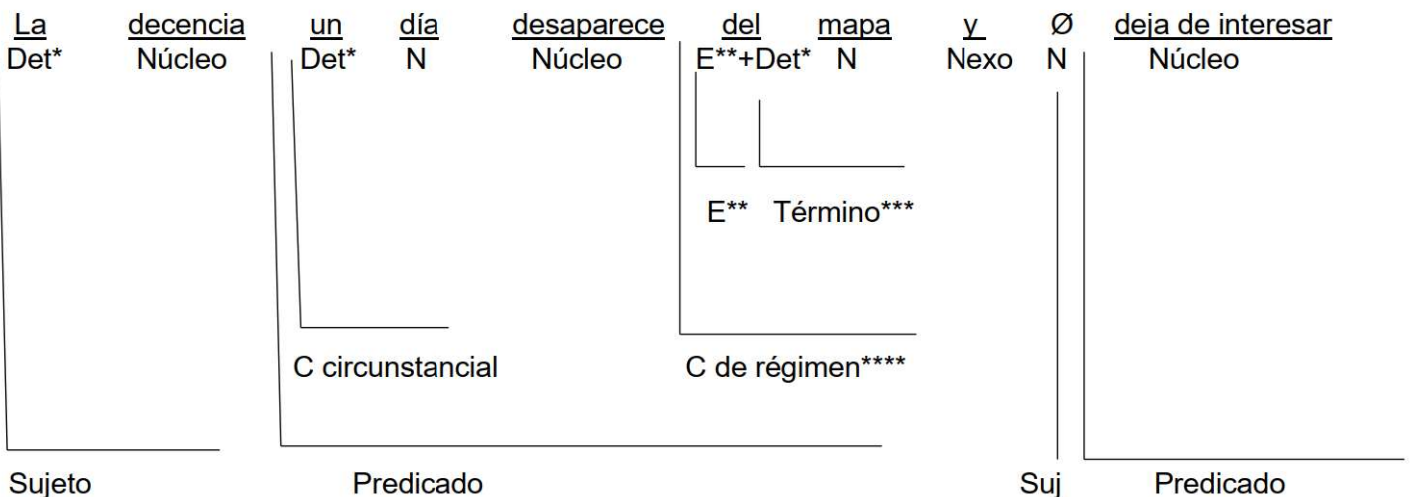 La decencia un día desaparece del mapa y Ø deja de interesar
Det* Núcleo Det* N Núcleo E**+Det* N Nexo N Núcleo
E** Término***
C circunstancial C de régimen****
Sujeto Predicado Suj Predicado